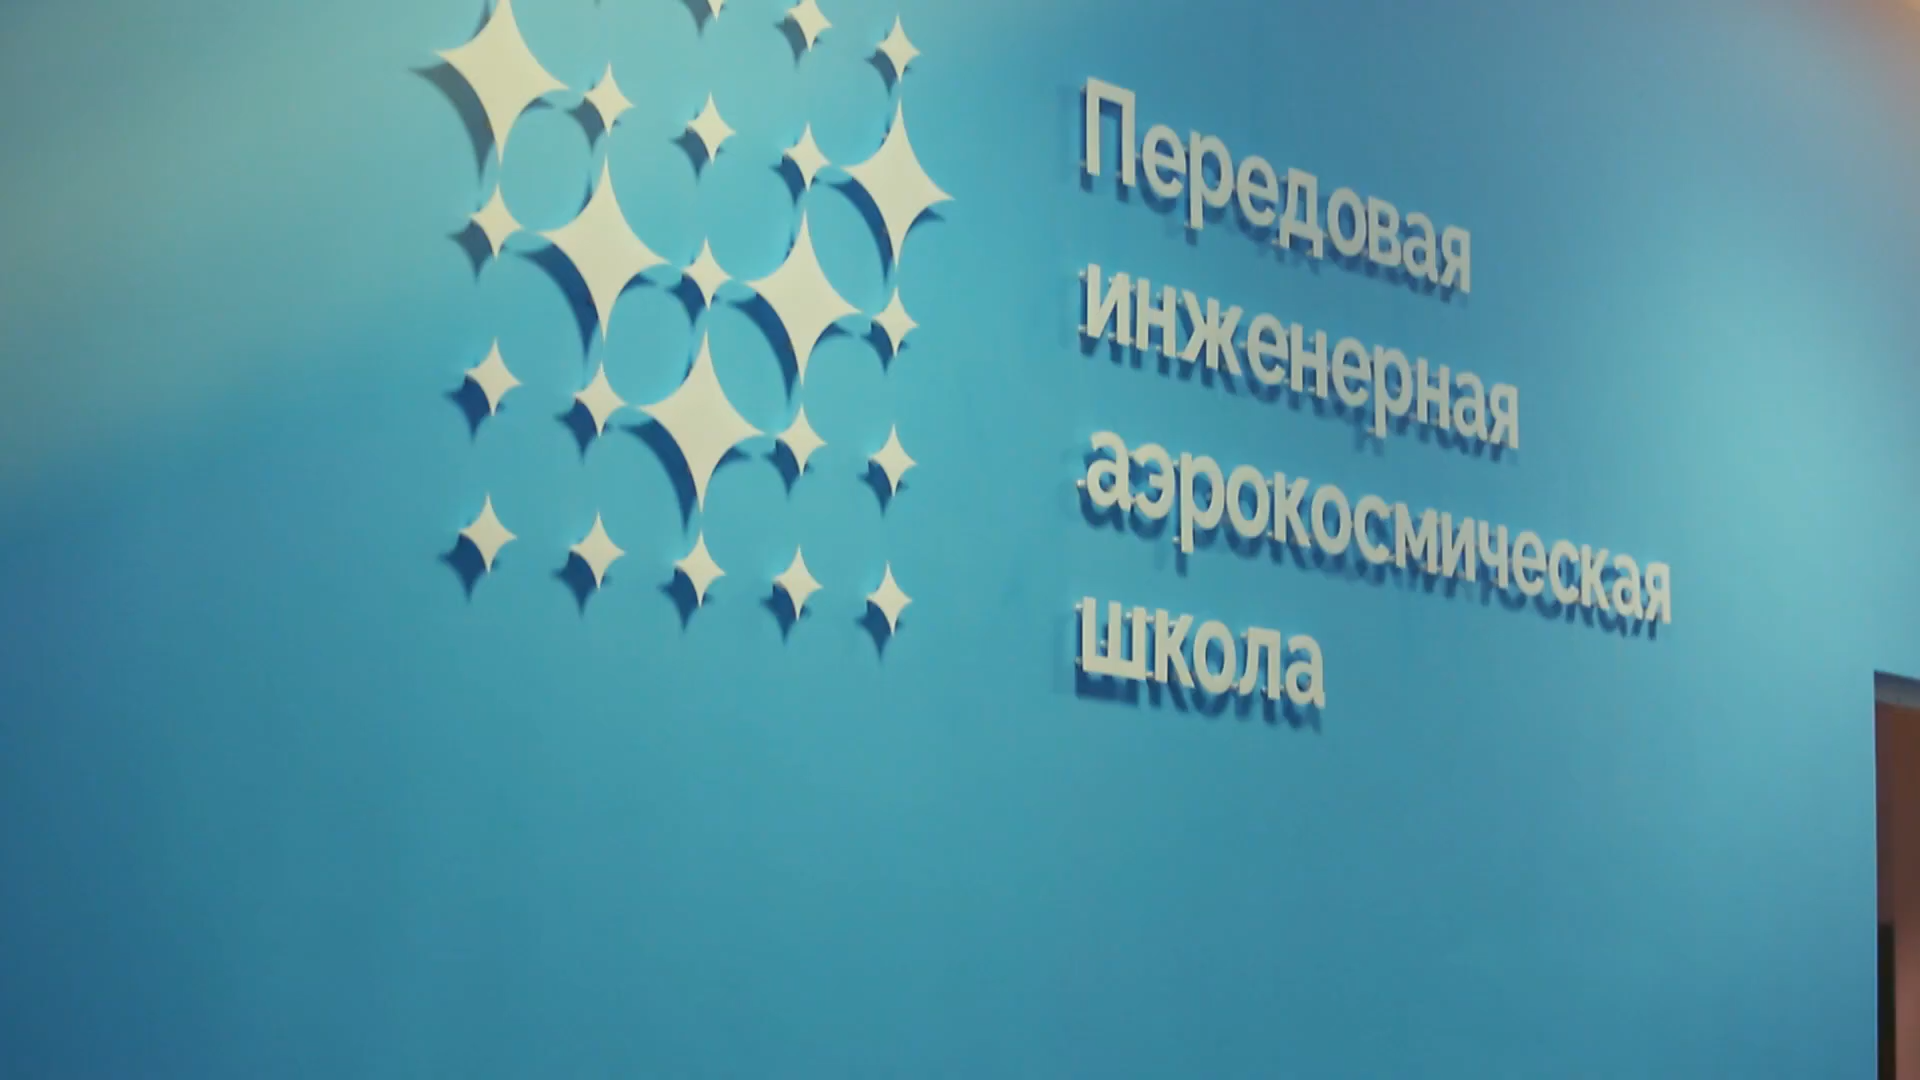 Передовая
инженерная
аэрокосмическая
школа